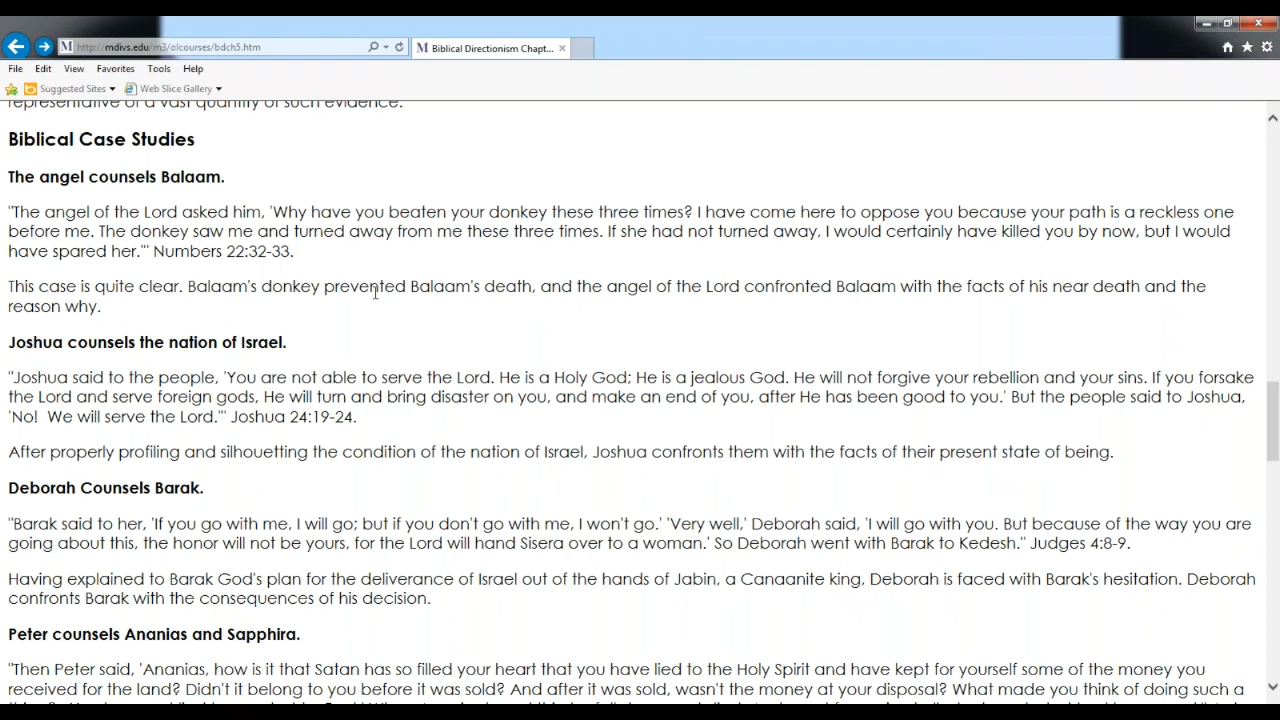 http://mdivs.edu/m3/olcourses/bdch5.htm
M Biblical Directionism Chapt...
File Edit View Favorites Tools Help
Suggested Sites Web Slice Gallery
representative of a vast quantity of such evidence.
Biblical Case Studies
The angel counsels Balaam.
"The angel of the Lord asked him, 'Why have you beaten your donkey these three times? I have come here to oppose you because your path is a reckless one
before me. The donkey saw me and turned away from me these three times. If she had not turned away, I would certainly have killed you by now, but I would
have spared her.'" Numbers 22:32-33.
This case is quite clear. Balaam's donkey prevented Balaam's death, and the angel of the Lord confronted Balaam with the facts of his near death and the
reason why.
Joshua counsels the nation of Israel.
"Joshua said to the people, 'You are not able to serve the Lord. He is a Holy God; He is a jealous God. He will not forgive your rebellion and your sins. If you forsake
the Lord and serve foreign gods, He will turn and bring disaster on you, and make an end of you, after He has been good to you.' But the people said to Joshua,
'No!  We will serve the Lord.'" Joshua 24:19-24.
After properly profiling and silhouetting the condition of the nation of Israel, Joshua confronts them with the facts of their present state of being.
Deborah Counsels Barak.
"Barak said to her, 'If you go with me, I will go; but if you don't go with me, I won't go.' 'Very well,' Deborah said, 'I will go with you. But because of the way you are
going about this, the honor will not be yours, for the Lord will hand Sisera over to a woman.' So Deborah went with Barak to Kedesh." Judges 4:8-9.
Having explained to Barak God's plan for the deliverance of Israel out of the hands of Jabin, a Canaanite king, Deborah is faced with Barak's hesitation. Deborah
confronts Barak with the consequences of his decision.
Peter counsels Ananias and Sapphira.
"Then Peter said, 'Ananias, how is it that Satan has so filled your heart that you have lied to the Holy Spirit and have kept for yourself some of the money you
received for the land? Didn't it belong to you before it was sold? And after it was sold, wasn't the money at your disposal? What made you think of doing such a